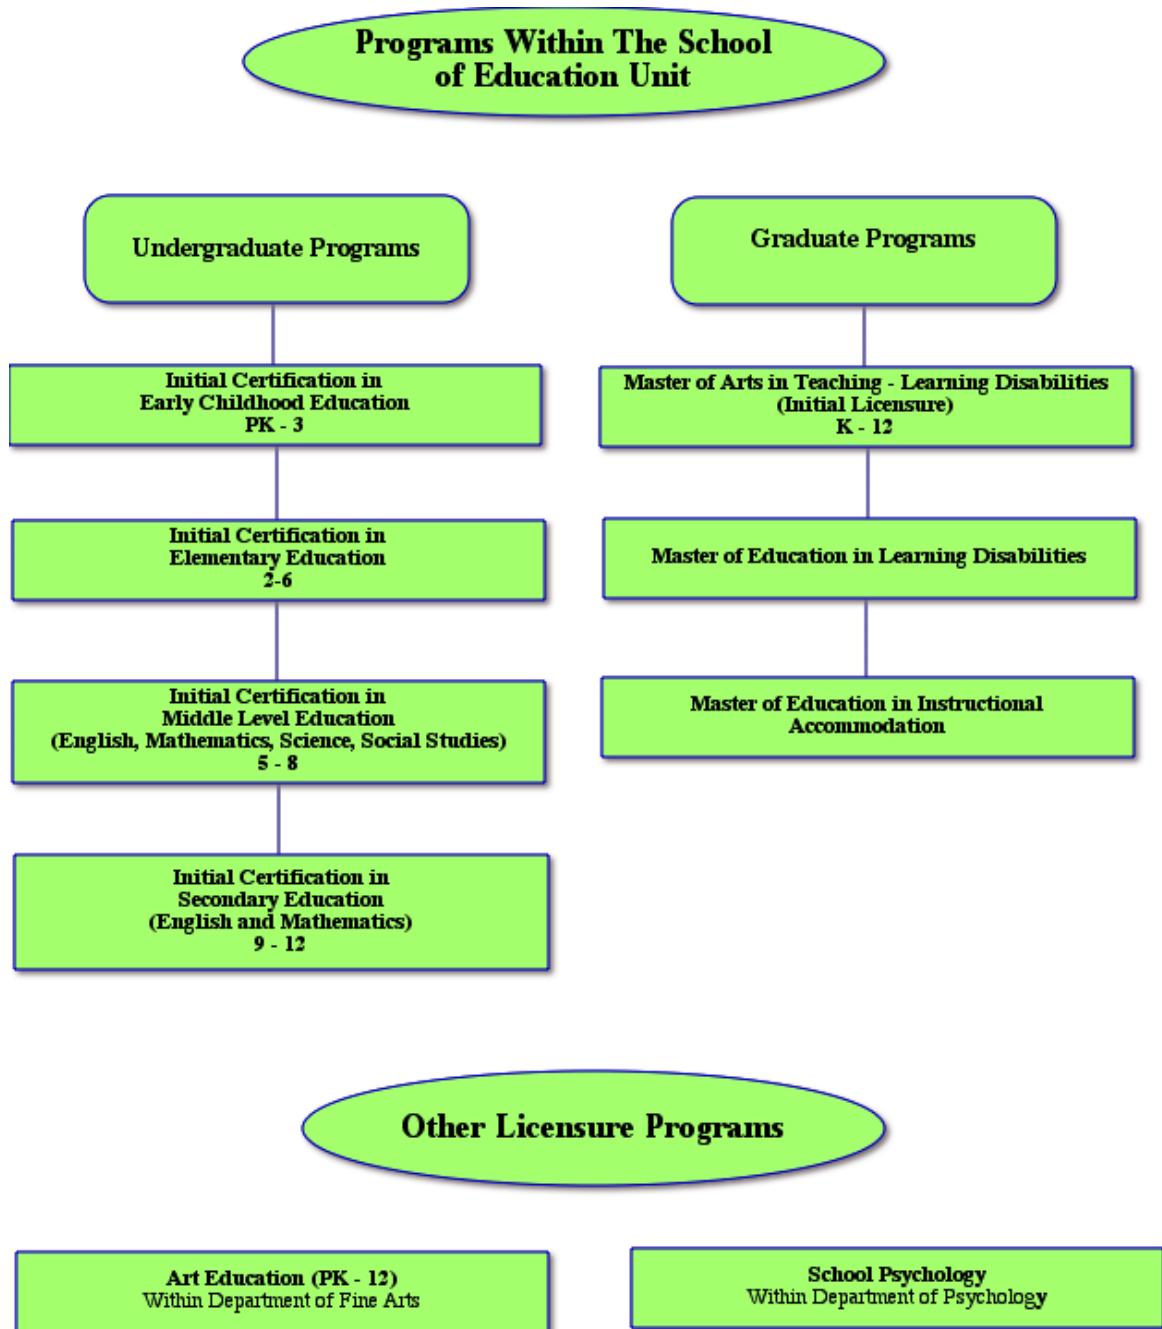 Programs Within The School
of Education Unit
Undergraduate Programs
Graduate Programs
Initial Certification in
Early Childhood Education
PK - 3
Master of Arts in Teaching - Learning Disabilities
(Initial Licensure)
K - 12
Initial Certification in
Elementary Education
2-6
Master of Education in Learning Disabilities
Initial Certification in
Middle Level Education
(English, Mathematics, Science, Social Studies)
5 - 8
Master of Education in Instructional
Accommodation
Initial Certification in
Secondary Education
(English and Mathematics)
9 - 12
Other Licensure Programs
Art Education (PK - 12)
Within Department of Fine Arts
School Psychology
Within Department of Psychology